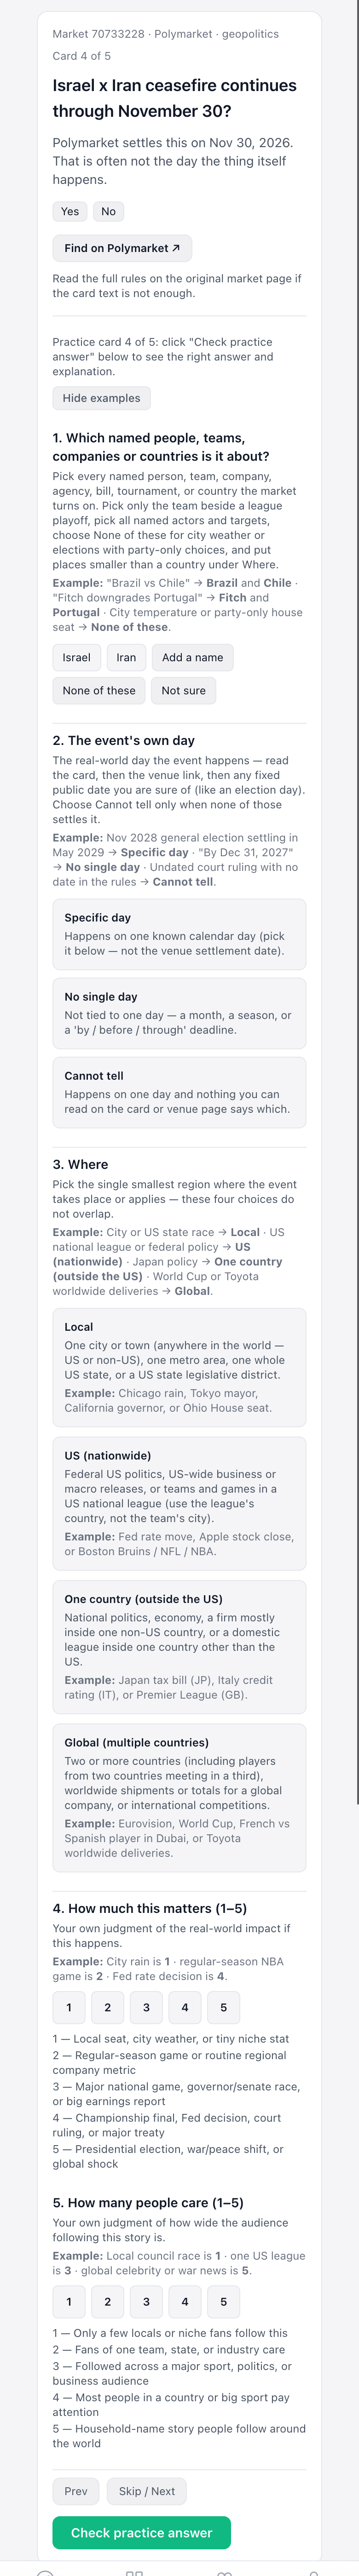 Market 70733228 · Polymarket · geopolitics
Card 4 of 5
Israel x Iran ceasefire continues
through November 30?
Polymarket settles this on Nov 30, 2026.
That is often not the day the thing itself
happens.
Yes No
Find on Polymarket ↗
Read the full rules on the original market page if
the card text is not enough.
Practice card 4 of 5: click "Check practice
answer" below to see the right answer and
explanation.
Hide examples
1. Which named people, teams,
companies or countries is it about?
Pick every named person, team, company,
agency, bill, tournament, or country the market
turns on. Pick only the team beside a league
playoff, pick all named actors and targets,
choose None of these for city weather or
elections with party-only choices, and put
places smaller than a country under Where.
Example: "Brazil vs Chile" → Brazil and Chile ·
"Fitch downgrades Portugal" → Fitch and
Portugal · City temperature or party-only house
seat → None of these.
Israel Iran Add a name
None of these Not sure
2. The event's own day
The real-world day the event happens — read
the card, then the venue link, then any fixed
public date you are sure of (like an election day).
Choose Cannot tell only when none of those
settles it.
Example: Nov 2028 general election settling in
May 2029 → Specific day · "By Dec 31, 2027"
→ No single day · Undated court ruling with no
date in the rules → Cannot tell.
Specific day
Happens on one known calendar day (pick
it below — not the venue settlement date).
No single day
Not tied to one day — a month, a season, or
a 'by / before / through' deadline.
Cannot tell
Happens on one day and nothing you can
read on the card or venue page says which.
3. Where
Pick the single smallest region where the event
takes place or applies — these four choices do
not overlap.
Example: City or US state race → Local · US
national league or federal policy → US
(nationwide) · Japan policy → One country
(outside the US) · World Cup or Toyota
worldwide deliveries → Global.
Local
One city or town (anywhere in the world —
US or non-US), one metro area, one whole
US state, or a US state legislative district.
Example: Chicago rain, Tokyo mayor,
California governor, or Ohio House seat.
US (nationwide)
Federal US politics, US-wide business or
macro releases, or teams and games in a
US national league (use the league's
country, not the team's city).
Example: Fed rate move, Apple stock close,
or Boston Bruins / NFL / NBA.
One country (outside the US)
National politics, economy, a firm mostly
inside one non-US country, or a domestic
league inside one country other than the
US.
Example: Japan tax bill (JP), Italy credit
rating (IT), or Premier League (GB).
Global (multiple countries)
Two or more countries (including players
from two countries meeting in a third),
worldwide shipments or totals for a global
company, or international competitions.
Example: Eurovision, World Cup, French vs
Spanish player in Dubai, or Toyota
worldwide deliveries.
4. How much this matters (1–5)
Your own judgment of the real-world impact if
this happens.
Example: City rain is 1 · regular-season NBA
game is 2 · Fed rate decision is 4.
1 2 3 4 5
1 — Local seat, city weather, or tiny niche stat
2 — Regular-season game or routine regional
company metric
3 — Major national game, governor/senate race,
or big earnings report
4 — Championship final, Fed decision, court
ruling, or major treaty
5 — Presidential election, war/peace shift, or
global shock
5. How many people care (1–5)
Your own judgment of how wide the audience
following this story is.
Example: Local council race is 1 · one US league
is 3 · global celebrity or war news is 5.
1 2 3 4 5
1 — Only a few locals or niche fans follow this
2 — Fans of one team, state, or industry care
3 — Followed across a major sport, politics, or
business audience
4 — Most people in a country or big sport pay
attention
5 — Household-name story people follow around
the world
Prev Skip / Next
Check practice answer